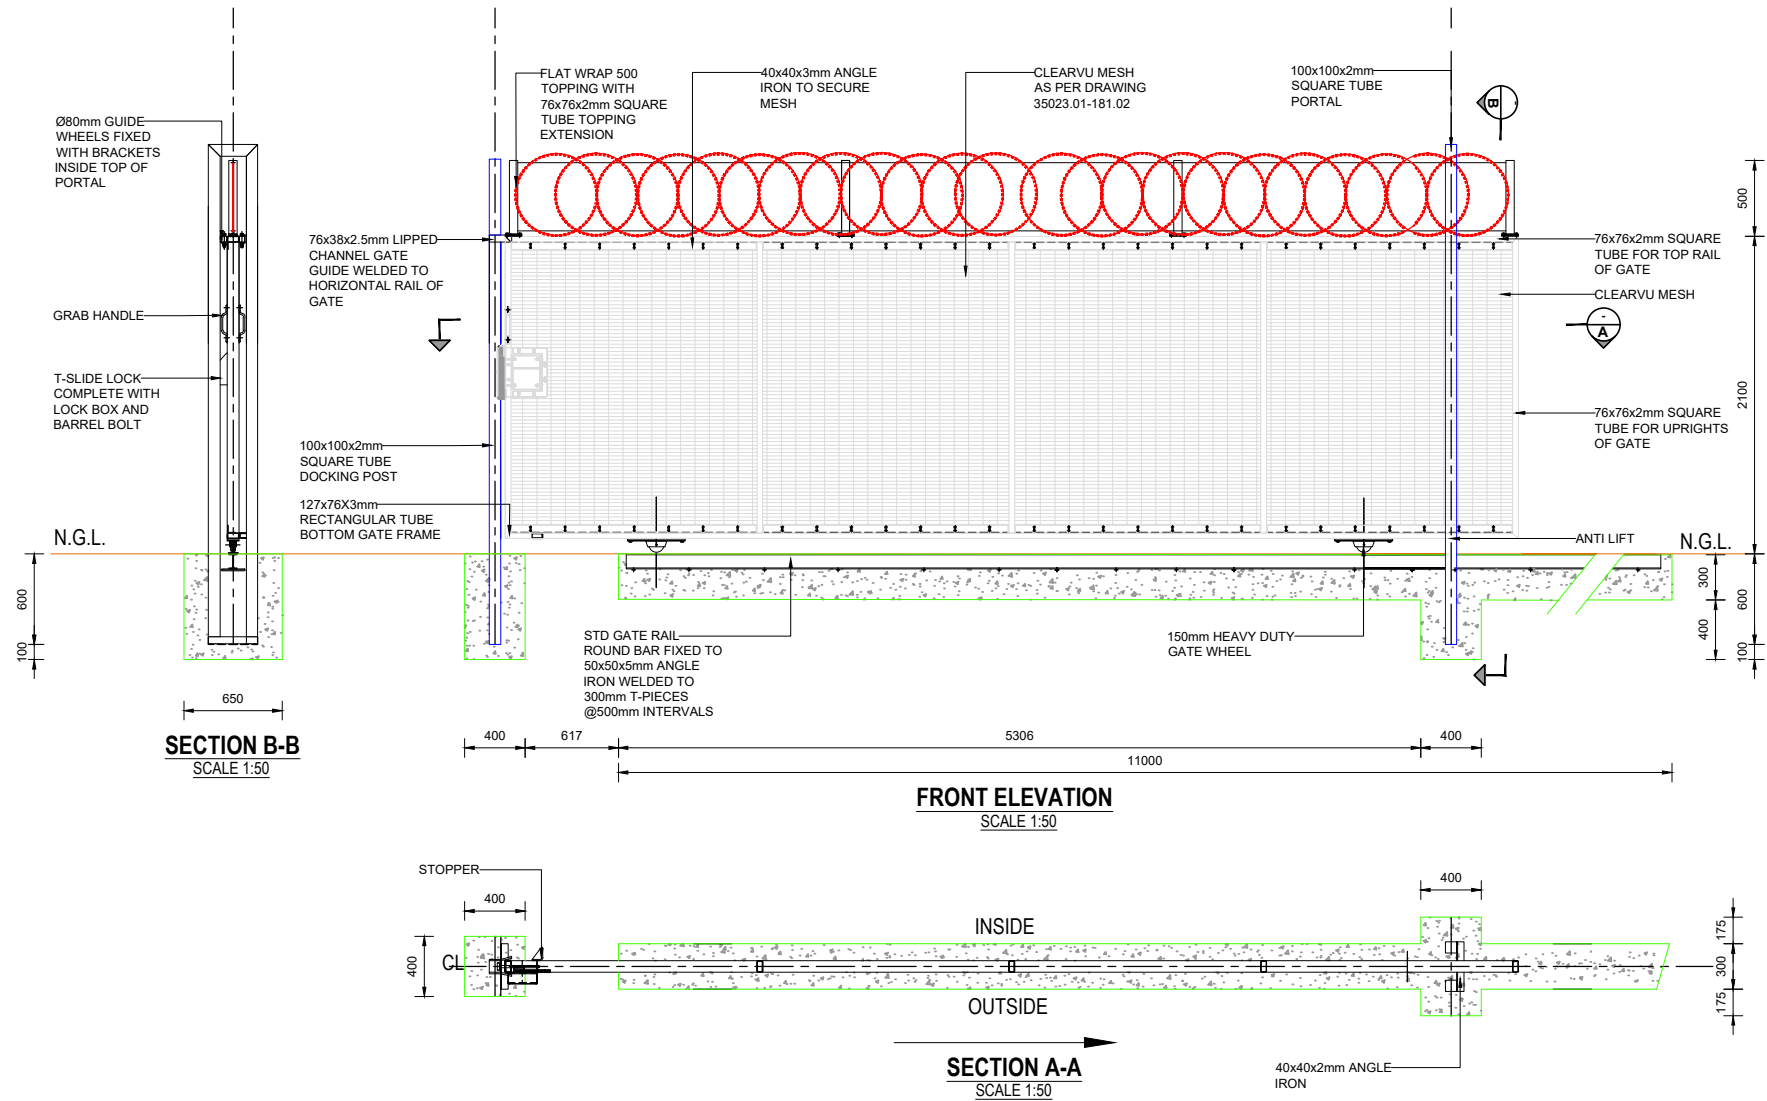 FLAT WRAP 500
TOPPING WITH
76x76x2mm SQUARE
TUBE TOPPING
EXTENSION
40x40x3mm ANGLE
IRON TO SECURE
MESH
CLEARVU MESH
AS PER DRAWING
35023.01-181.02
100x100x2mm
SQUARE TUBE
PORTAL
B
-
Ø80mm GUIDE
WHEELS FIXED
WITH BRACKETS
INSIDE TOP OF
PORTAL
GRAB HANDLE
T-SLIDE LOCK
COMPLETE WITH
LOCK BOX AND
BARREL BOLT
76x38x2.5mm LIPPED
CHANNEL GATE
GUIDE WELDED TO
HORIZONTAL RAIL OF
GATE
100x100x2mm
SQUARE TUBE
DOCKING POST
127x76X3mm
RECTANGULAR TUBE
BOTTOM GATE FRAME
76x76x2mm SQUARE
TUBE FOR TOP RAIL
OF GATE
CLEARVU MESH
-
A
76x76x2mm SQUARE
TUBE FOR UPRIGHTS
OF GATE
500
2100
N.G.L.
ANTI LIFT
N.G.L.
600
100
300
400
600
100
STD GATE RAIL
ROUND BAR FIXED TO
50x50x5mm ANGLE
IRON WELDED TO
300mm T-PIECES
@500mm INTERVALS
150mm HEAVY DUTY
GATE WHEEL
650
SECTION B-B
SCALE 1:50
400
617
5306
400
11000
FRONT ELEVATION
SCALE 1:50
STOPPER
400
400
CL
INSIDE
OUTSIDE
400
175
300
175
SECTION A-A
SCALE 1:50
40x40x2mm ANGLE
IRON